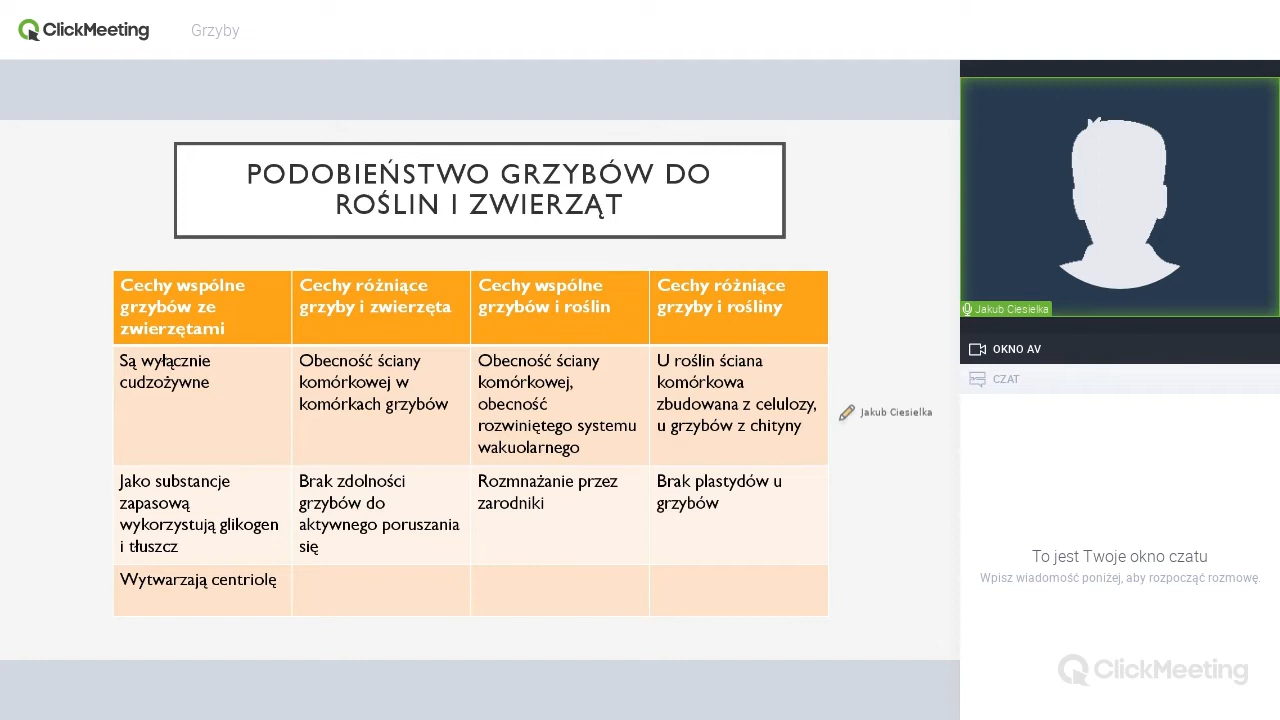 ClickMeeting
Grzyby
PODOBIEŃSTWO GRZYBÓW DO
ROŚLIN I ZWIERZĄT
Cechy wspólne
grzybów ze
zwierzętami
Cechy różniące
grzyby i zwierzęta
Cechy wspólne
grzybów i roślin
Cechy różniące
grzyby i rośliny
Są wyłącznie
cudzożywne
Obecność ściany
komórkowej w
komórkach grzybów
Obecność ściany
komórkowej,
obecność
rozwiniętego systemu
wakuolarnego
U roślin ściana
komórkowa
zbudowana z celulozy,
u grzybów z chityny
Jako substancje
zapasową
wykorzystują glikogen
i tłuszcz
Brak zdolności
grzybów do
aktywnego poruszania
się
Rozmnażanie przez
zarodniki
Brak plastydów u
grzybów
Wytwarzają centriolę
Jakub Ciesielka
Jakub Ciesielka
OKNO AV
CZAT
To jest Twoje okno czatu
Wpisz wiadomość poniżej, aby rozpocząć rozmowę.
ClickMeeting